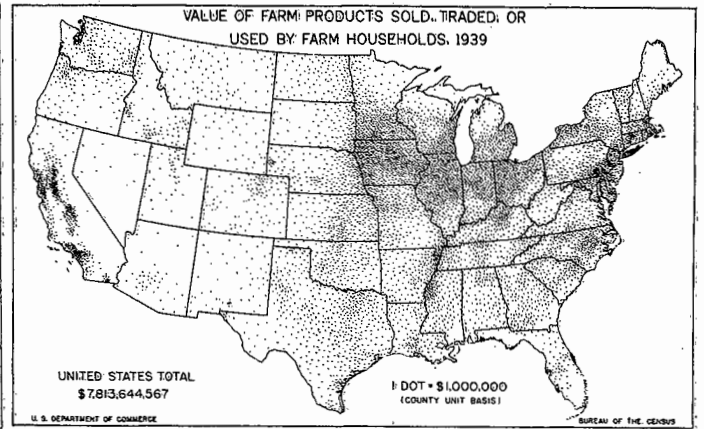 VALUE OF FARM PRODUCTS SOLD, TRADED, OR
USED BY FARM HOUSEHOLDS, 1939
UNITED STATES TOTAL
$7,813,644,567
1 DOT = $1,000,000
(COUNTY UNIT BASIS)
U. S. DEPARTMENT OF COMMERCE
BUREAU OF THE CENSUS